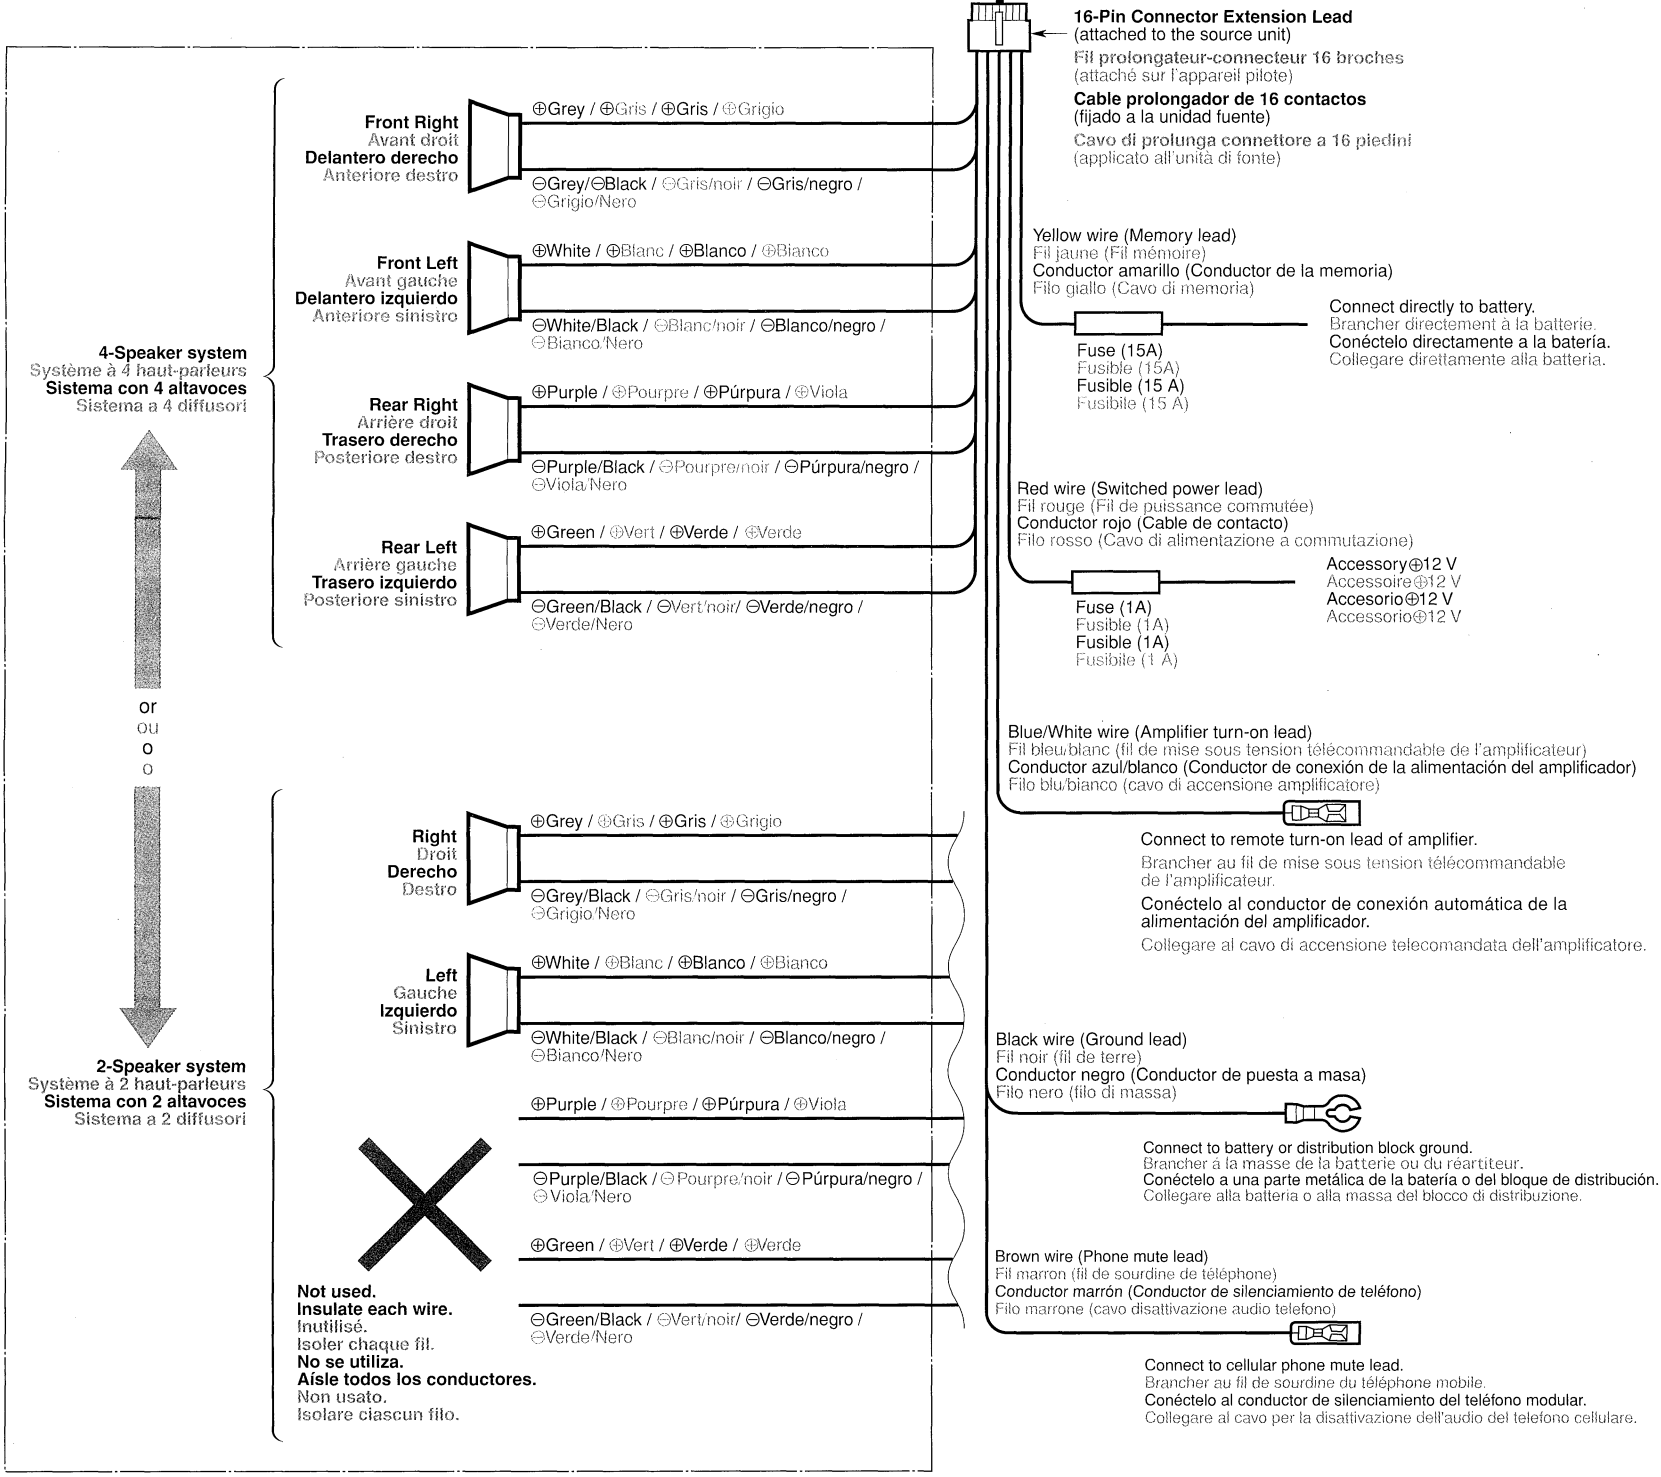 16-Pin Connector Extension Lead
(attached to the source unit)
Fil prolongateur-connecteur 16 broches
(attaché sur l'appareil pilote)
Cable prolongador de 16 contactos
(fijado a la unidad fuente)
Cavo di prolunga connettore a 16 piedini
(applicato all'unità di fonte)
4-Speaker system
Système à 4 haut-parleurs
Sistema con 4 altavoces
Sistema a 4 diffusori
Front Right
Avant droit
Delantero derecho
Anteriore destro
⊕Grey / ⊕Gris / ⊕Gris / ⊕Grigio
⊖Grey/⊖Black / ⊖Gris/noir / ⊖Gris/negro /
⊖Grigio/Nero
Front Left
Avant gauche
Delantero izquierdo
Anteriore sinistro
⊕White / ⊕Blanc / ⊕Blanco / ⊕Bianco
⊖White/Black / ⊖Blanc/noir / ⊖Blanco/negro /
⊖Bianco/Nero
Rear Right
Arrière droit
Trasero derecho
Posteriore destro
⊕Purple / ⊕Pourpre / ⊕Púrpura / ⊕Viola
⊖Purple/Black / ⊖Pourpre/noir / ⊖Púrpura/negro /
⊖Viola/Nero
Rear Left
Arrière gauche
Trasero izquierdo
Posteriore sinistro
⊕Green / ⊕Vert / ⊕Verde / ⊕Verde
⊖Green/Black / ⊖Vert/noir/ ⊖Verde/negro /
⊖Verde/Nero
or
ou
o
o
2-Speaker system
Système à 2 haut-parleurs
Sistema con 2 altavoces
Sistema a 2 diffusori
Right
Droit
Derecho
Destro
⊕Grey / ⊕Gris / ⊕Gris / ⊕Grigio
⊖Grey/Black / ⊖Gris/noir / ⊖Gris/negro /
⊖Grigio/Nero
Left
Gauche
Izquierdo
Sinistro
⊕White / ⊕Blanc / ⊕Blanco / ⊕Bianco
⊖White/Black / ⊖Blanc/noir / ⊖Blanco/negro /
⊖Bianco/Nero
⊕Purple / ⊕Pourpre / ⊕Púrpura / ⊕Viola
⊖Purple/Black / ⊖Pourpre/noir / ⊖Púrpura/negro /
⊖Viola/Nero
⊕Green / ⊕Vert / ⊕Verde / ⊕Verde
⊖Green/Black / ⊖Vert/noir/ ⊖Verde/negro /
⊖Verde/Nero
Not used.
Insulate each wire.
Inutilisé.
Isoler chaque fil.
No se utiliza.
Aísle todos los conductores.
Non usato.
Isolare ciascun filo.
Yellow wire (Memory lead)
Fil jaune (Fil mémoire)
Conductor amarillo (Conductor de la memoria)
Filo giallo (Cavo di memoria)
Fuse (15A)
Fusible (15A)
Fusible (15 A)
Fusibile (15 A)
Connect directly to battery.
Brancher directement à la batterie.
Conéctelo directamente a la batería.
Collegare direttamente alla batteria.
Red wire (Switched power lead)
Fil rouge (Fil de puissance commutée)
Conductor rojo (Cable de contacto)
Filo rosso (Cavo di alimentazione a commutazione)
Fuse (1A)
Fusible (1A)
Fusible (1A)
Fusibile (1 A)
Accessory⊕12 V
Accessoire⊕12 V
Accesorio⊕12 V
Accessorio⊕12 V
Blue/White wire (Amplifier turn-on lead)
Fil bleu/blanc (fil de mise sous tension télécommandable de l'amplificateur)
Conductor azul/blanco (Conductor de conexión de la alimentación del amplificador)
Filo blu/bianco (cavo di accensione amplificatore)
Connect to remote turn-on lead of amplifier.
Brancher au fil de mise sous tension télécommandable
de l'amplificateur.
Conéctelo al conductor de conexión automática de la
alimentación del amplificador.
Collegare al cavo di accensione telecomandata dell'amplificatore.
Black wire (Ground lead)
Fil noir (fil de terre)
Conductor negro (Conductor de puesta a masa)
Filo nero (filo di massa)
Connect to battery or distribution block ground.
Brancher á la masse de la batterie ou du réartiteur.
Conéctelo a una parte metálica de la batería o del bloque de distribución.
Collegare alla batteria o alla massa del blocco di distribuzione.
Brown wire (Phone mute lead)
Fil marron (fil de sourdine de téléphone)
Conductor marrón (Conductor de silenciamiento de teléfono)
Filo marrone (cavo disattivazione audio telefono)
Connect to cellular phone mute lead.
Brancher au fil de sourdine du téléphone mobile.
Conéctelo al conductor de silenciamiento del teléfono modular.
Collegare al cavo per la disattivazione dell'audio del telefono cellulare.